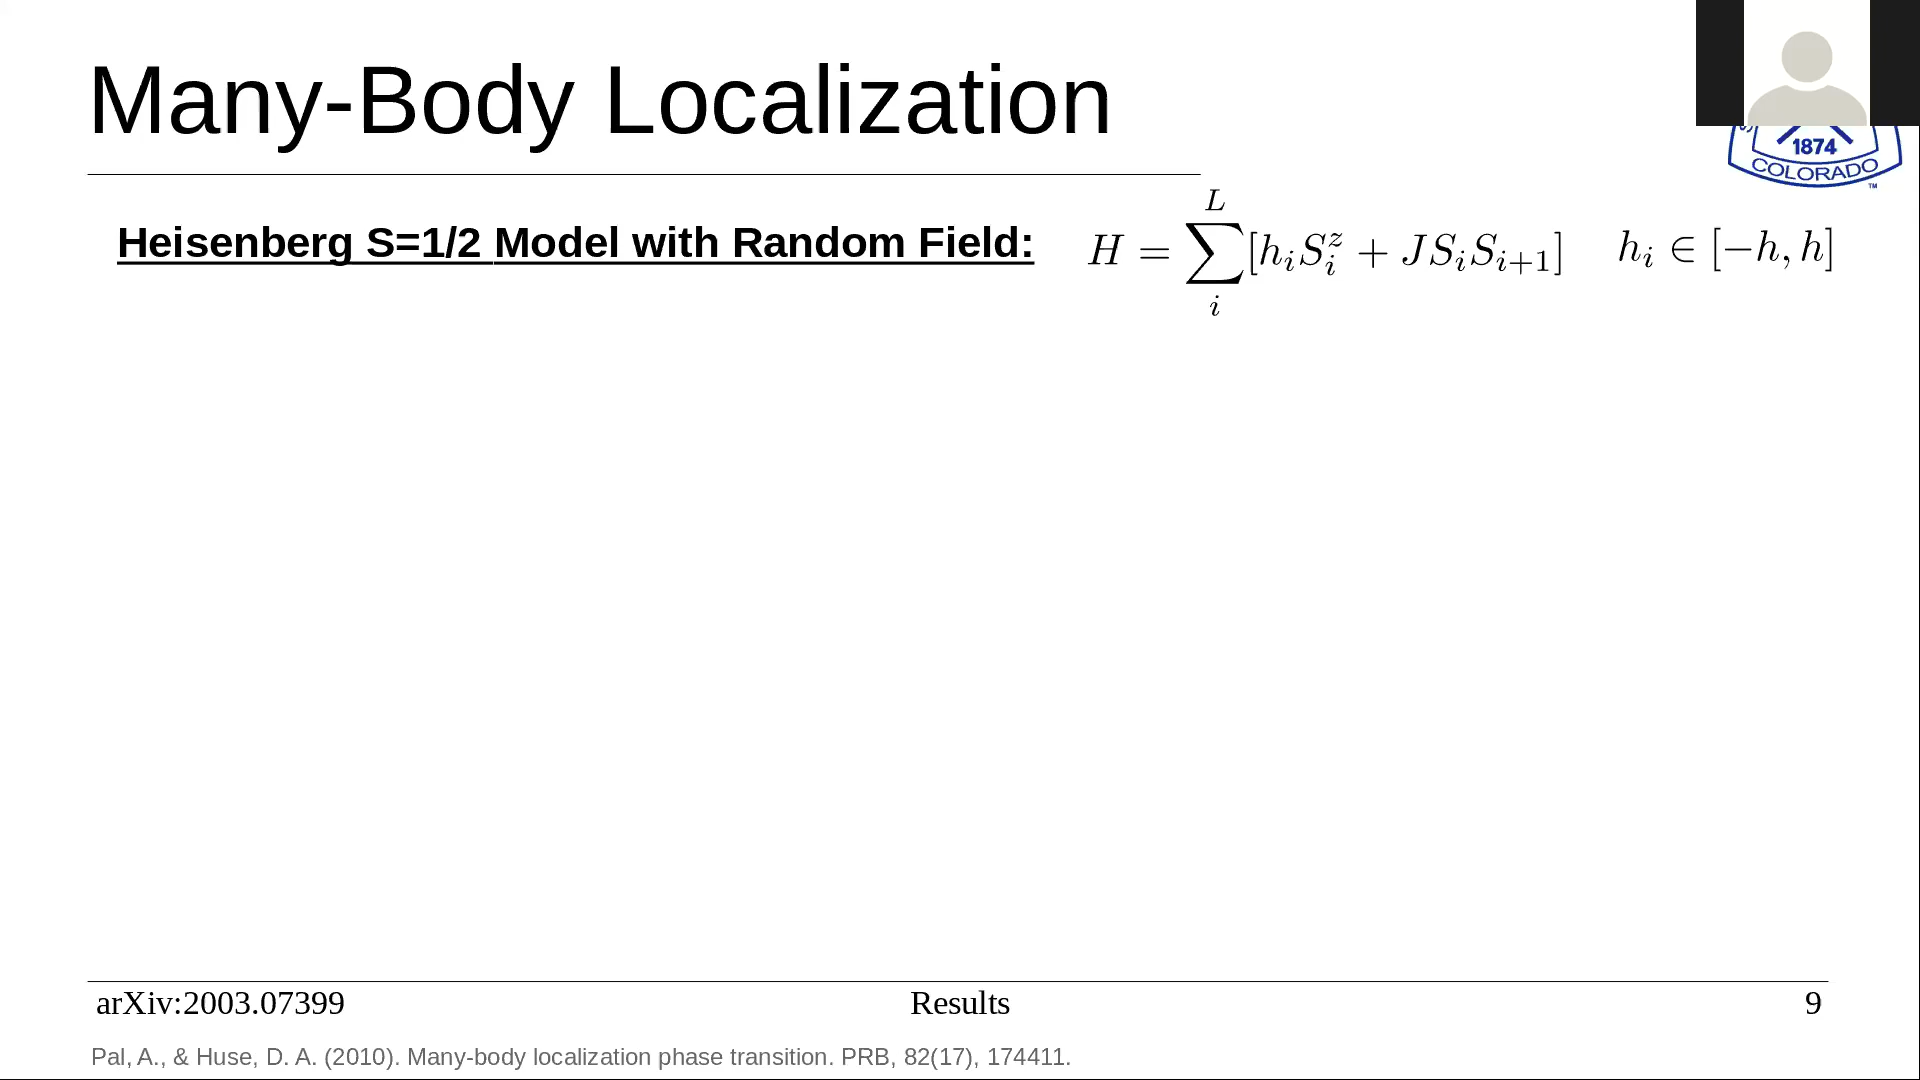 Many-Body Localization
1874
COLORADO
TM
Heisenberg S=1/2 Model with Random Field: H = \sum_{i}^{L} [h_i S_i^z + J S_i S_{i+1}] h_i ∈ [−h, h]
arXiv:2003.07399 Results 9
Pal, A., & Huse, D. A. (2010). Many-body localization phase transition. PRB, 82(17), 174411.